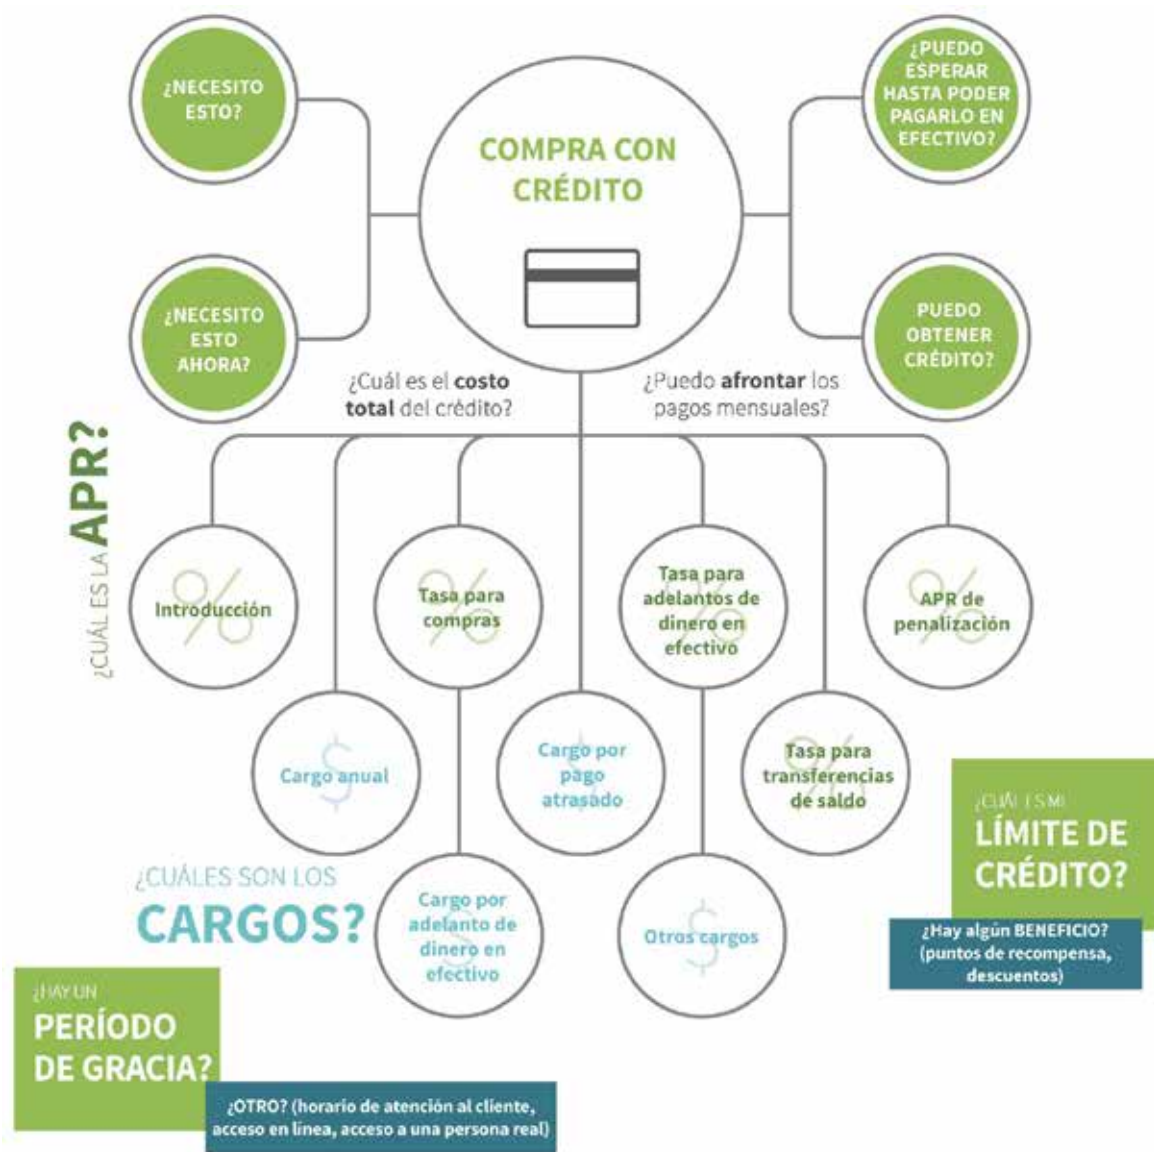 ¿NECESITO
ESTO?
¿PUEDO
ESPERAR
HASTA PODER
PAGARLO EN
EFECTIVO?
COMPRA CON
CRÉDITO
¿NECESITO
ESTO
AHORA?
PUEDO
OBTENER
CRÉDITO?
¿Cuál es el costo
total del crédito?
¿Puedo afrontar los
pagos mensuales?
¿CUÁL ES LA APR?
%
Introducción
%
Tasa para
compras
%
Tasa para
adelantos de
dinero en
efectivo
%
APR de
penalización
$
Cargo anual
$
Cargo por
pago
atrasado
%
Tasa para
transferencias
de saldo
¿CUÁLES SON LOS
CARGOS?
$
Cargo por
adelanto de
dinero en
efectivo
$
Otros cargos
¿CUÁL ES MI
LÍMITE DE
CRÉDITO?
¿Hay algún BENEFICIO?
(puntos de recompensa,
descuentos)
¿HAY UN
PERÍODO
DE GRACIA?
¿OTRO? (horario de atención al cliente,
acceso en línea, acceso a una persona real)